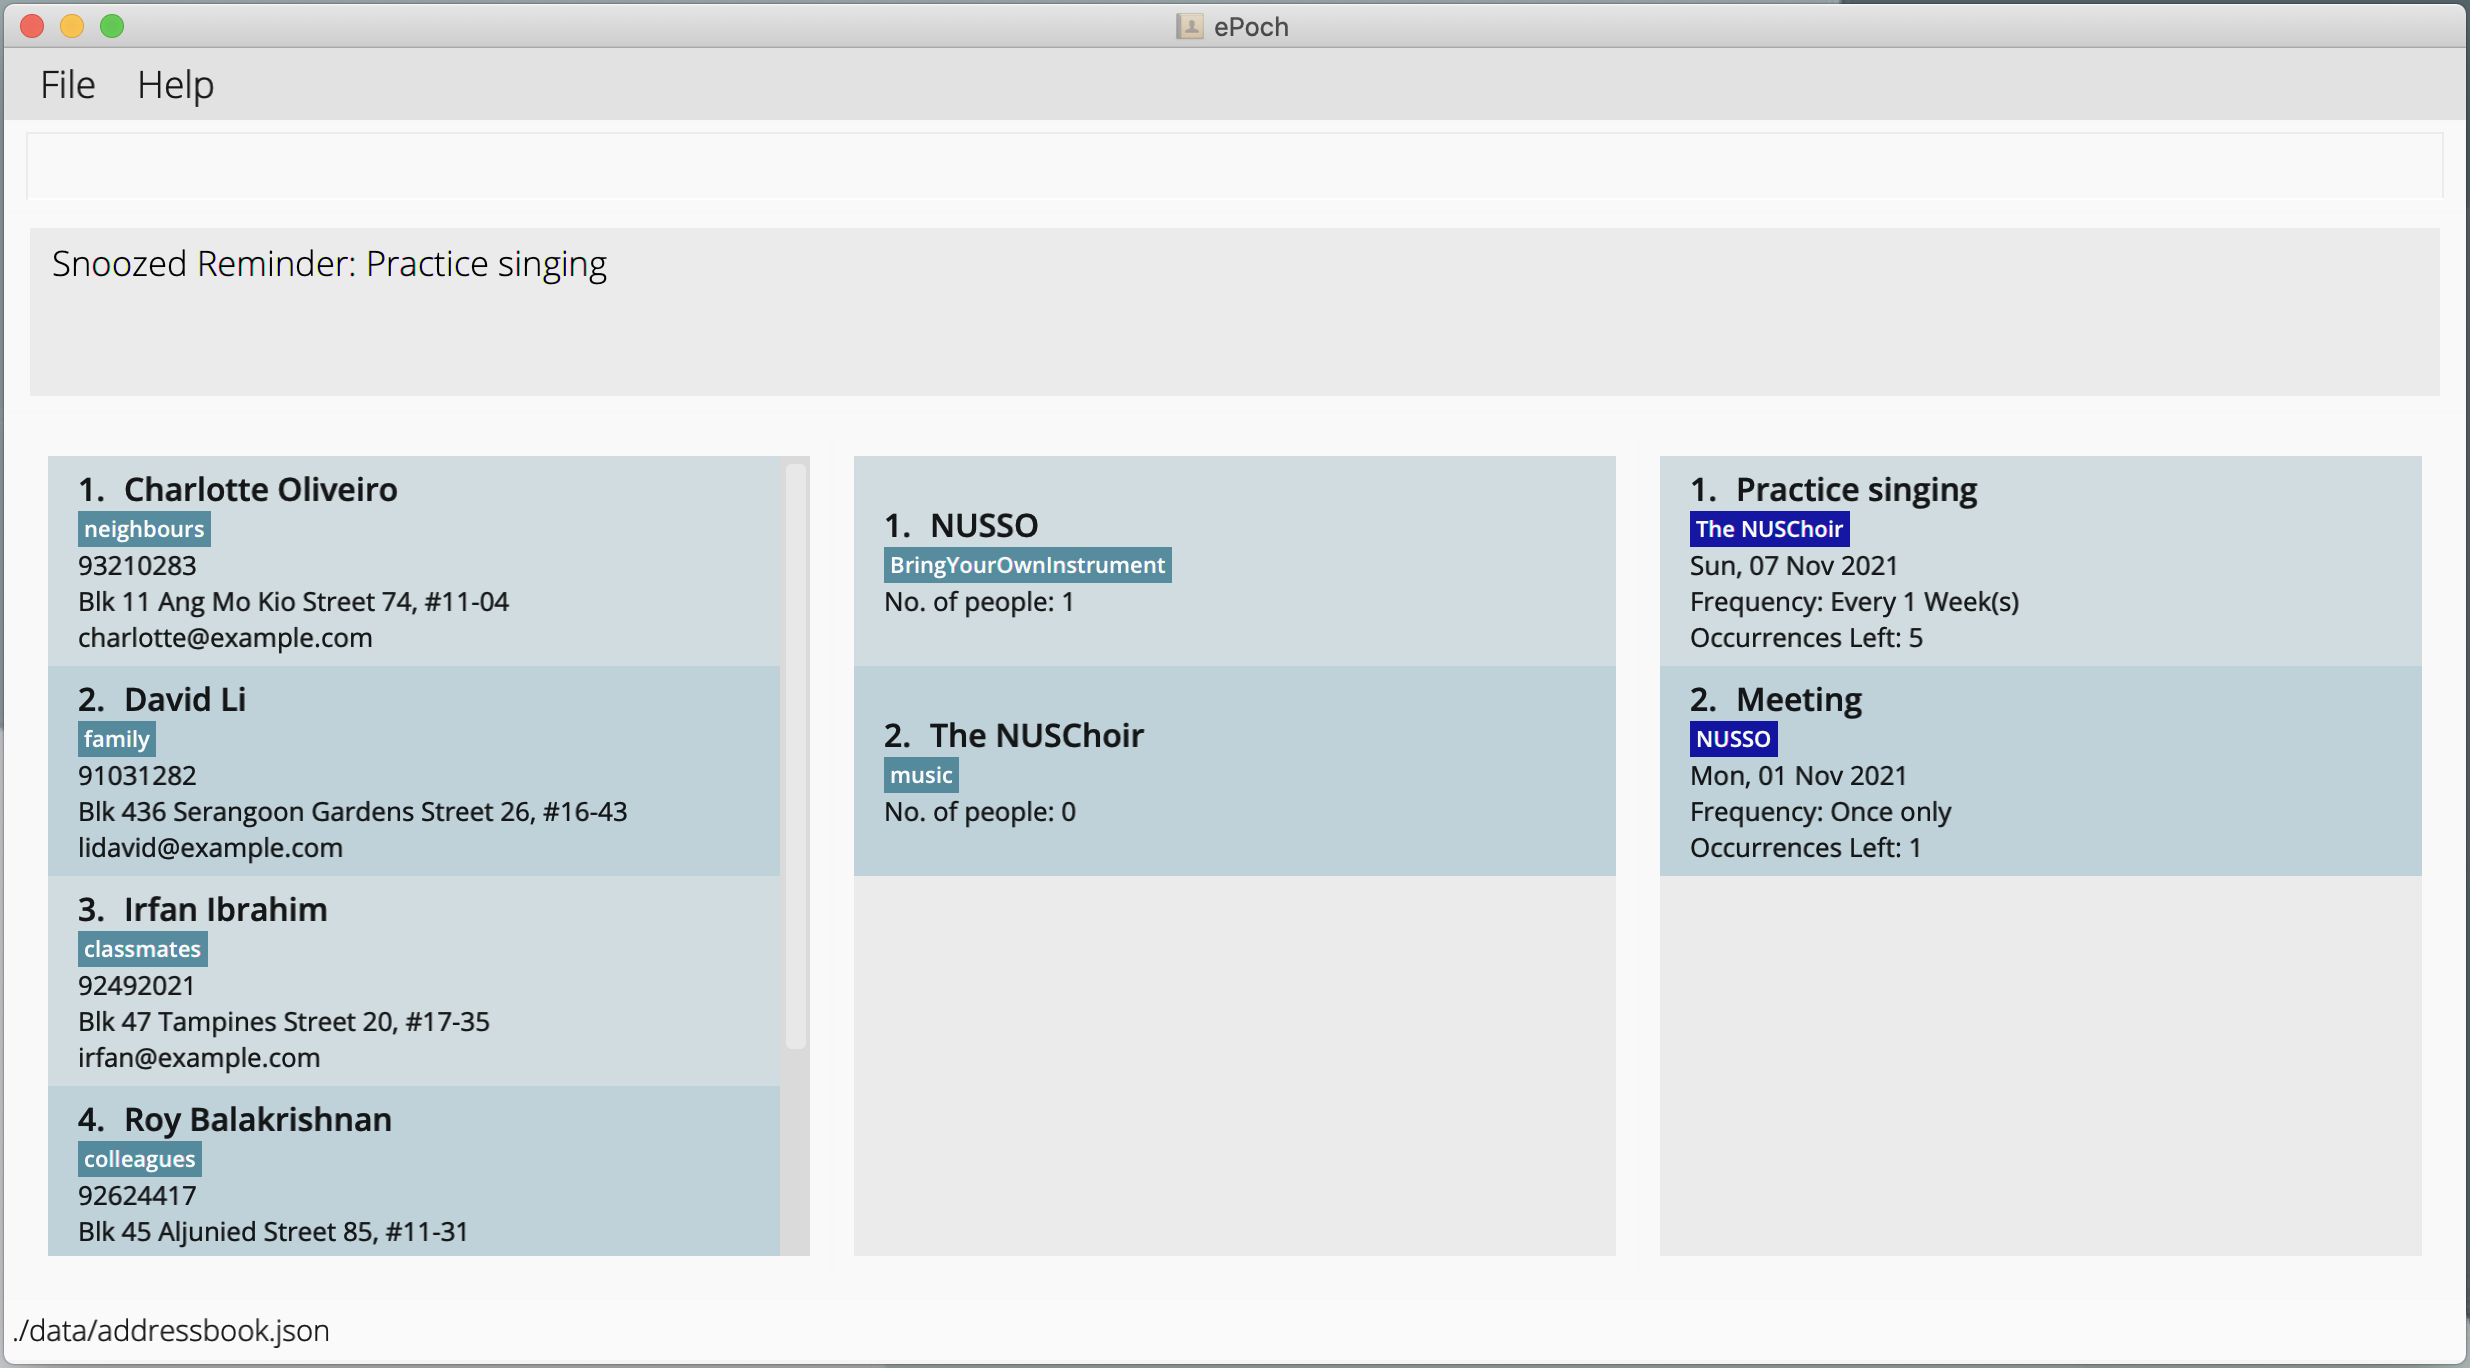 ePoch
File Help
Snoozed Reminder: Practice singing
1. Charlotte Oliveiro
neighbours
93210283
Blk 11 Ang Mo Kio Street 74, #11-04
charlotte@example.com
2. David Li
family
91031282
Blk 436 Serangoon Gardens Street 26, #16-43
lidavid@example.com
3. Irfan Ibrahim
classmates
92492021
Blk 47 Tampines Street 20, #17-35
irfan@example.com
4. Roy Balakrishnan
colleagues
92624417
Blk 45 Aljunied Street 85, #11-31
1. NUSSO
BringYourOwnInstrument
No. of people: 1
2. The NUSChoir
music
No. of people: 0
1. Practice singing
The NUSChoir
Sun, 07 Nov 2021
Frequency: Every 1 Week(s)
Occurrences Left: 5
2. Meeting
NUSSO
Mon, 01 Nov 2021
Frequency: Once only
Occurrences Left: 1
./data/addressbook.json